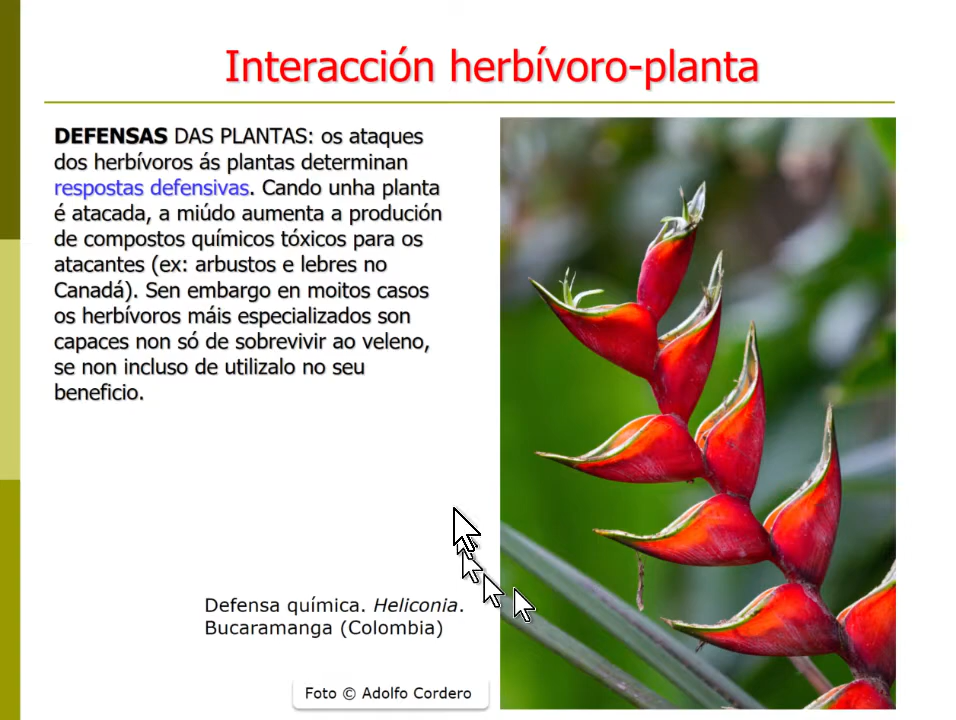 Interacción herbívoro-planta
DEFENSAS DAS PLANTAS: os ataques
dos herbívoros ás plantas determinan
respostas defensivas. Cando unha planta
é atacada, a miúdo aumenta a produción
de compostos químicos tóxicos para os
atacantes (ex: arbustos e lebres no
Canadá). Sen embargo en moitos casos
os herbívoros máis especializados son
capaces non só de sobrevivir ao veleno,
se non incluso de utilizalo no seu
beneficio.
Defensa química. Heliconia.
Bucaramanga (Colombia)
Foto © Adolfo Cordero